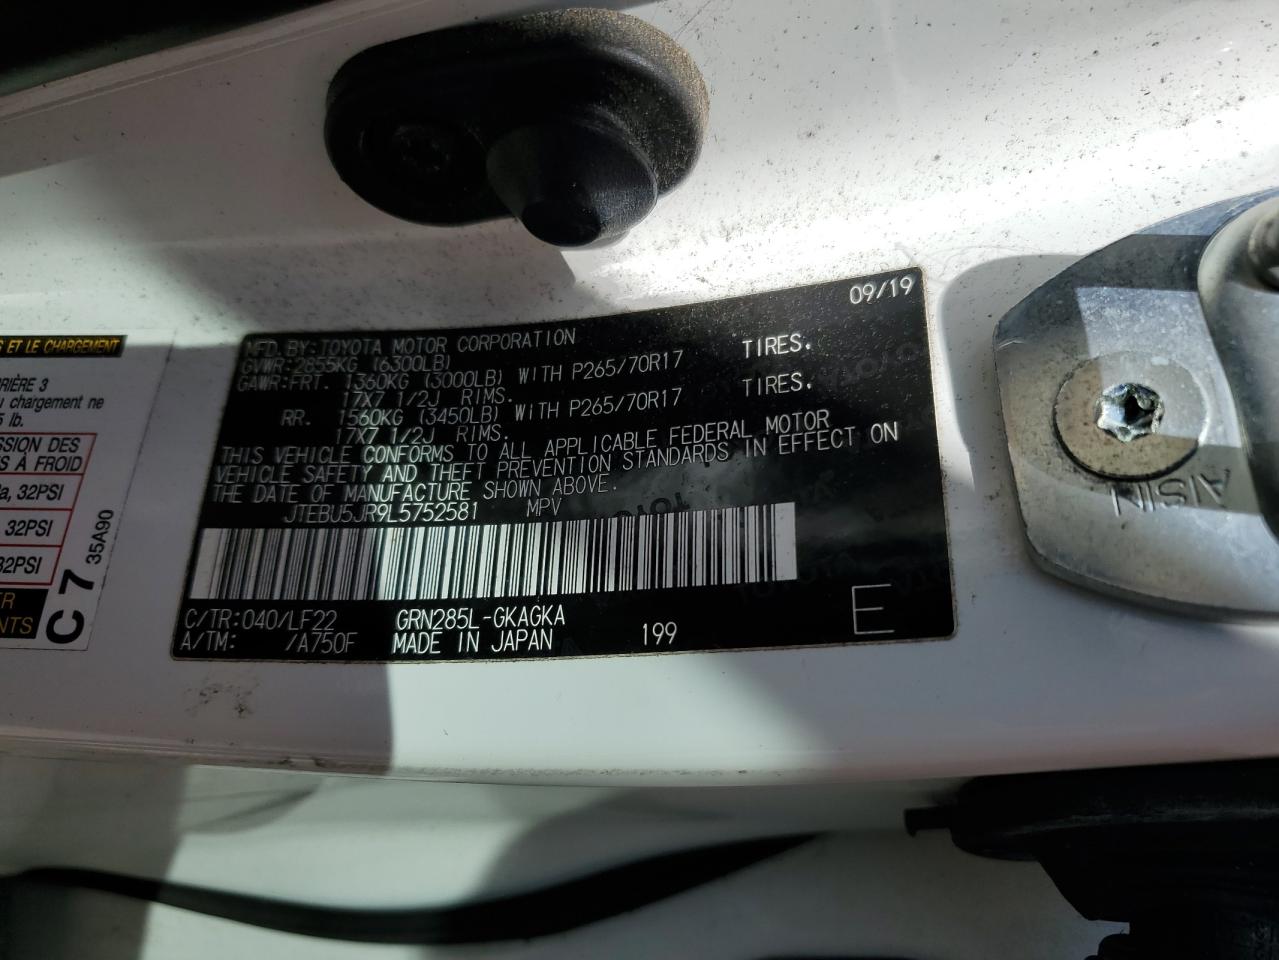 09/19
MFD.BY:TOYOTA MOTOR CORPORATION
GVWR:2855KG (6300LB)
GAWR:FRT. 1360KG (3000LB) WITH P265/70R17 TIRES.
17X7 1/2J RIMS.
RR. 1560KG (3450LB) WITH P265/70R17 TIRES.
17X7 1/2J RIMS.
THIS VEHICLE CONFORMS TO ALL APPLICABLE FEDERAL MOTOR
VEHICLE SAFETY AND THEFT PREVENTION STANDARDS IN EFFECT ON
THE DATE OF MANUFACTURE SHOWN ABOVE.
JTEBU5JR9L5752581 MPV
C/TR:040/LF22 GRN285L-GKAGKA
A/TM: /A750F MADE IN JAPAN 199
E
ET LE CHARGEMENT
RIÈRE 3
chargement ne
lb.
SSION DES
S À FROID
a, 32PSI
32PSI
32PSI
TR
NTS
C7
35A90
AISIN